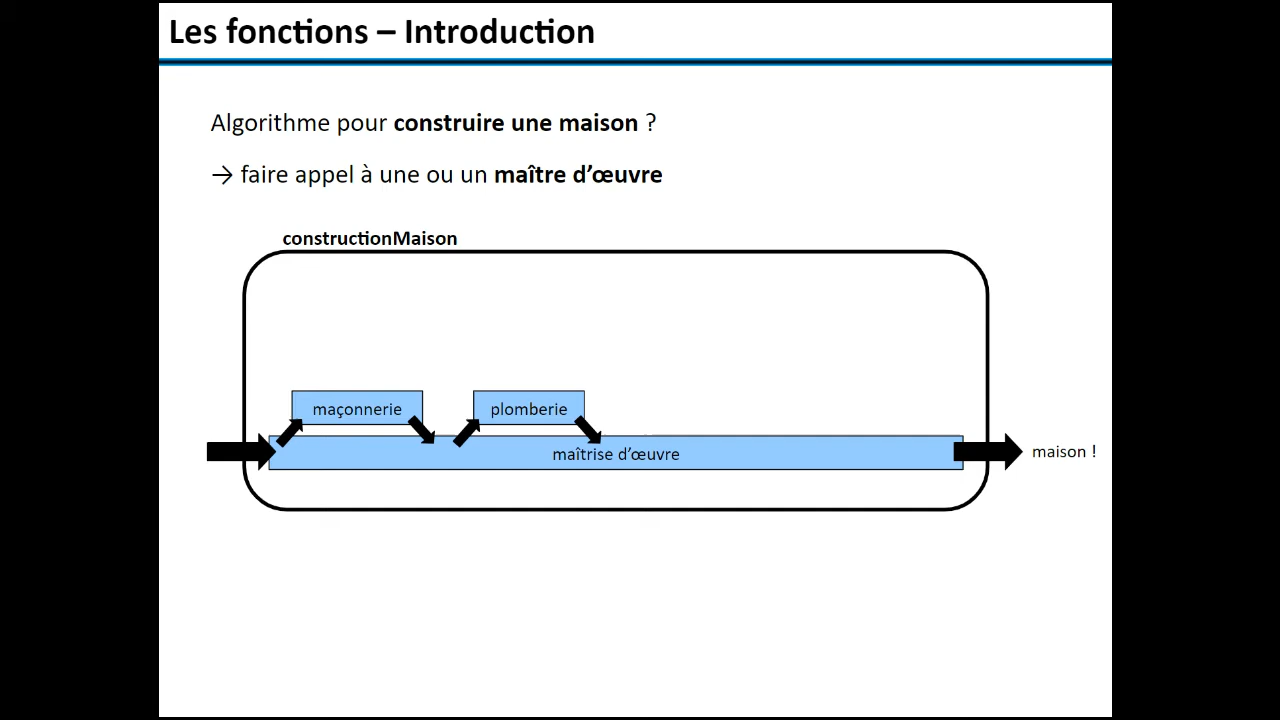 Les fonctions – Introduction
Algorithme pour construire une maison ?
→ faire appel à une ou un maître d’œuvre
constructionMaison
maçonnerie
plomberie
maîtrise d’œuvre
maison !